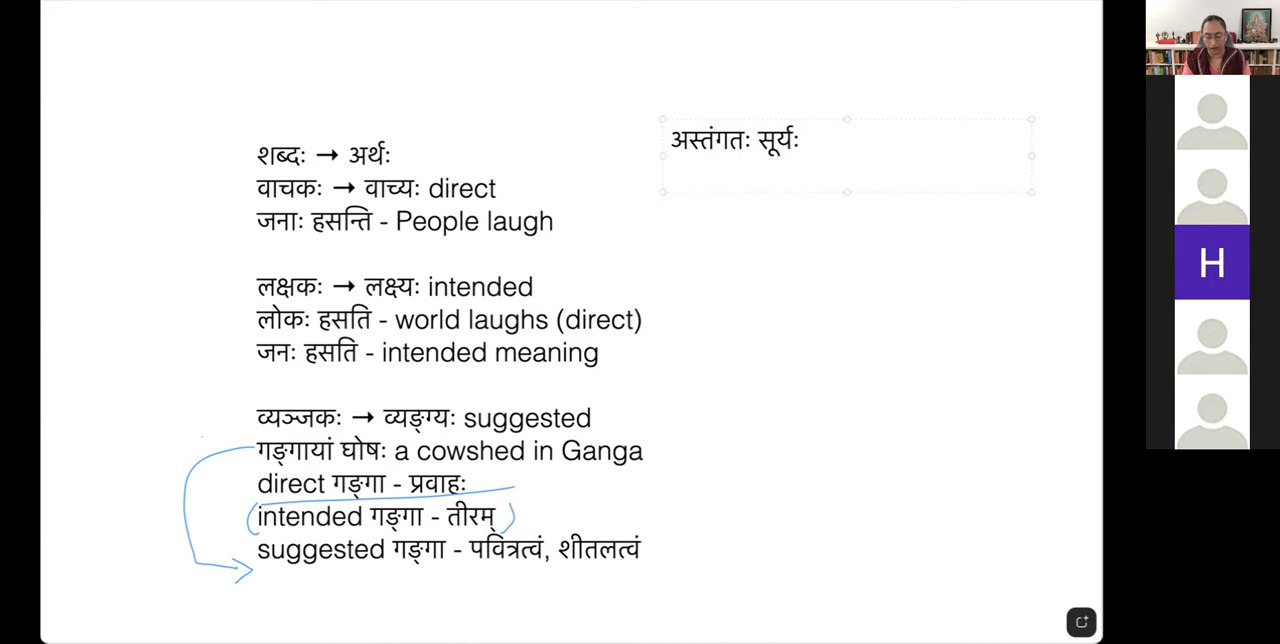 शब्दः → अर्थः
वाचकः → वाच्यः direct
जनाः हसन्ति - People laugh
लक्षकः → लक्ष्यः intended
लोकः हसति - world laughs (direct)
जनः हसति - intended meaning
व्यञ्जकः → व्यङ्ग्यः suggested
गङ्गायां घोषः a cowshed in Ganga
direct गङ्गा - प्रवाहः
intended गङ्गा - तीरम्
suggested गङ्गा - पवित्रत्वं, शीतलत्वं
अस्तंगतः सूर्यः
H